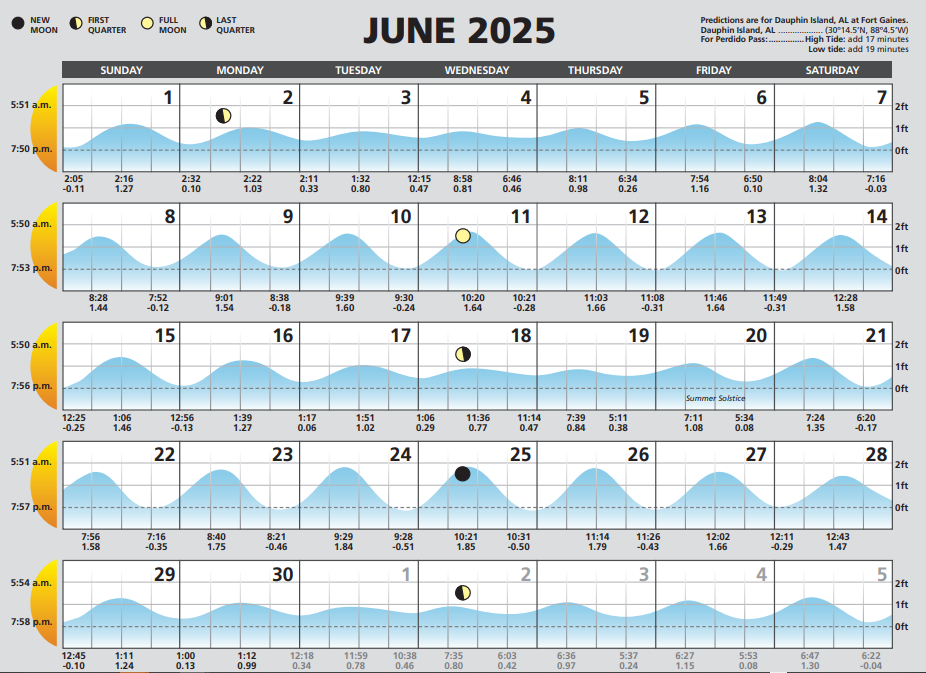 NEW MOON
FIRST QUARTER
FULL MOON
LAST QUARTER
JUNE 2025
Predictions are for Dauphin Island, AL at Fort Gaines.
Dauphin Island, AL .................. (30°14.5'N, 88°4.5'W)
For Perdido Pass:..............High Tide: add 17 minutes
Low tide: add 19 minutes
SUNDAY MONDAY TUESDAY WEDNESDAY THURSDAY FRIDAY SATURDAY
1 2 3 4 5 6 7
5:51 a.m.
7:50 p.m.
2ft
1ft
0ft
2:05 2:16 2:32 2:22 2:11 1:32 12:15 8:58 6:46 8:11 6:34 7:54 6:50 8:04 7:16
-0.11 1.27 0.10 1.03 0.33 0.80 0.47 0.81 0.46 0.98 0.26 1.16 0.10 1.32 -0.03
8 9 10 11 12 13 14
5:50 a.m.
7:53 p.m.
2ft
1ft
0ft
8:28 7:52 9:01 8:38 9:39 9:30 10:20 10:21 11:03 11:08 11:46 11:49 12:28
1.44 -0.12 1.54 -0.18 1.60 -0.24 1.64 -0.28 1.66 -0.31 1.64 -0.31 1.58
15 16 17 18 19 20 21
5:50 a.m.
7:56 p.m.
2ft
1ft
0ft
Summer Solstice
12:25 1:06 12:56 1:39 1:17 1:51 1:06 11:36 11:14 7:39 5:11 7:11 5:34 7:24 6:20
-0.25 1.46 -0.13 1.27 0.06 1.02 0.29 0.77 0.47 0.84 0.38 1.08 0.08 1.35 -0.17
22 23 24 25 26 27 28
5:51 a.m.
7:57 p.m.
2ft
1ft
0ft
7:56 7:16 8:40 8:21 9:29 9:28 10:21 10:31 11:14 11:26 12:02 12:11 12:43
1.58 -0.35 1.75 -0.46 1.84 -0.51 1.85 -0.50 1.79 -0.43 1.66 -0.29 1.47
29 30 1 2 3 4 5
5:54 a.m.
7:58 p.m.
2ft
1ft
0ft
12:45 1:11 1:00 1:12 12:18 11:59 10:38 7:35 6:03 6:36 5:37 6:27 5:53 6:47 6:22
-0.10 1.24 0.13 0.99 0.34 0.78 0.46 0.80 0.42 0.97 0.24 1.15 0.08 1.30 -0.04